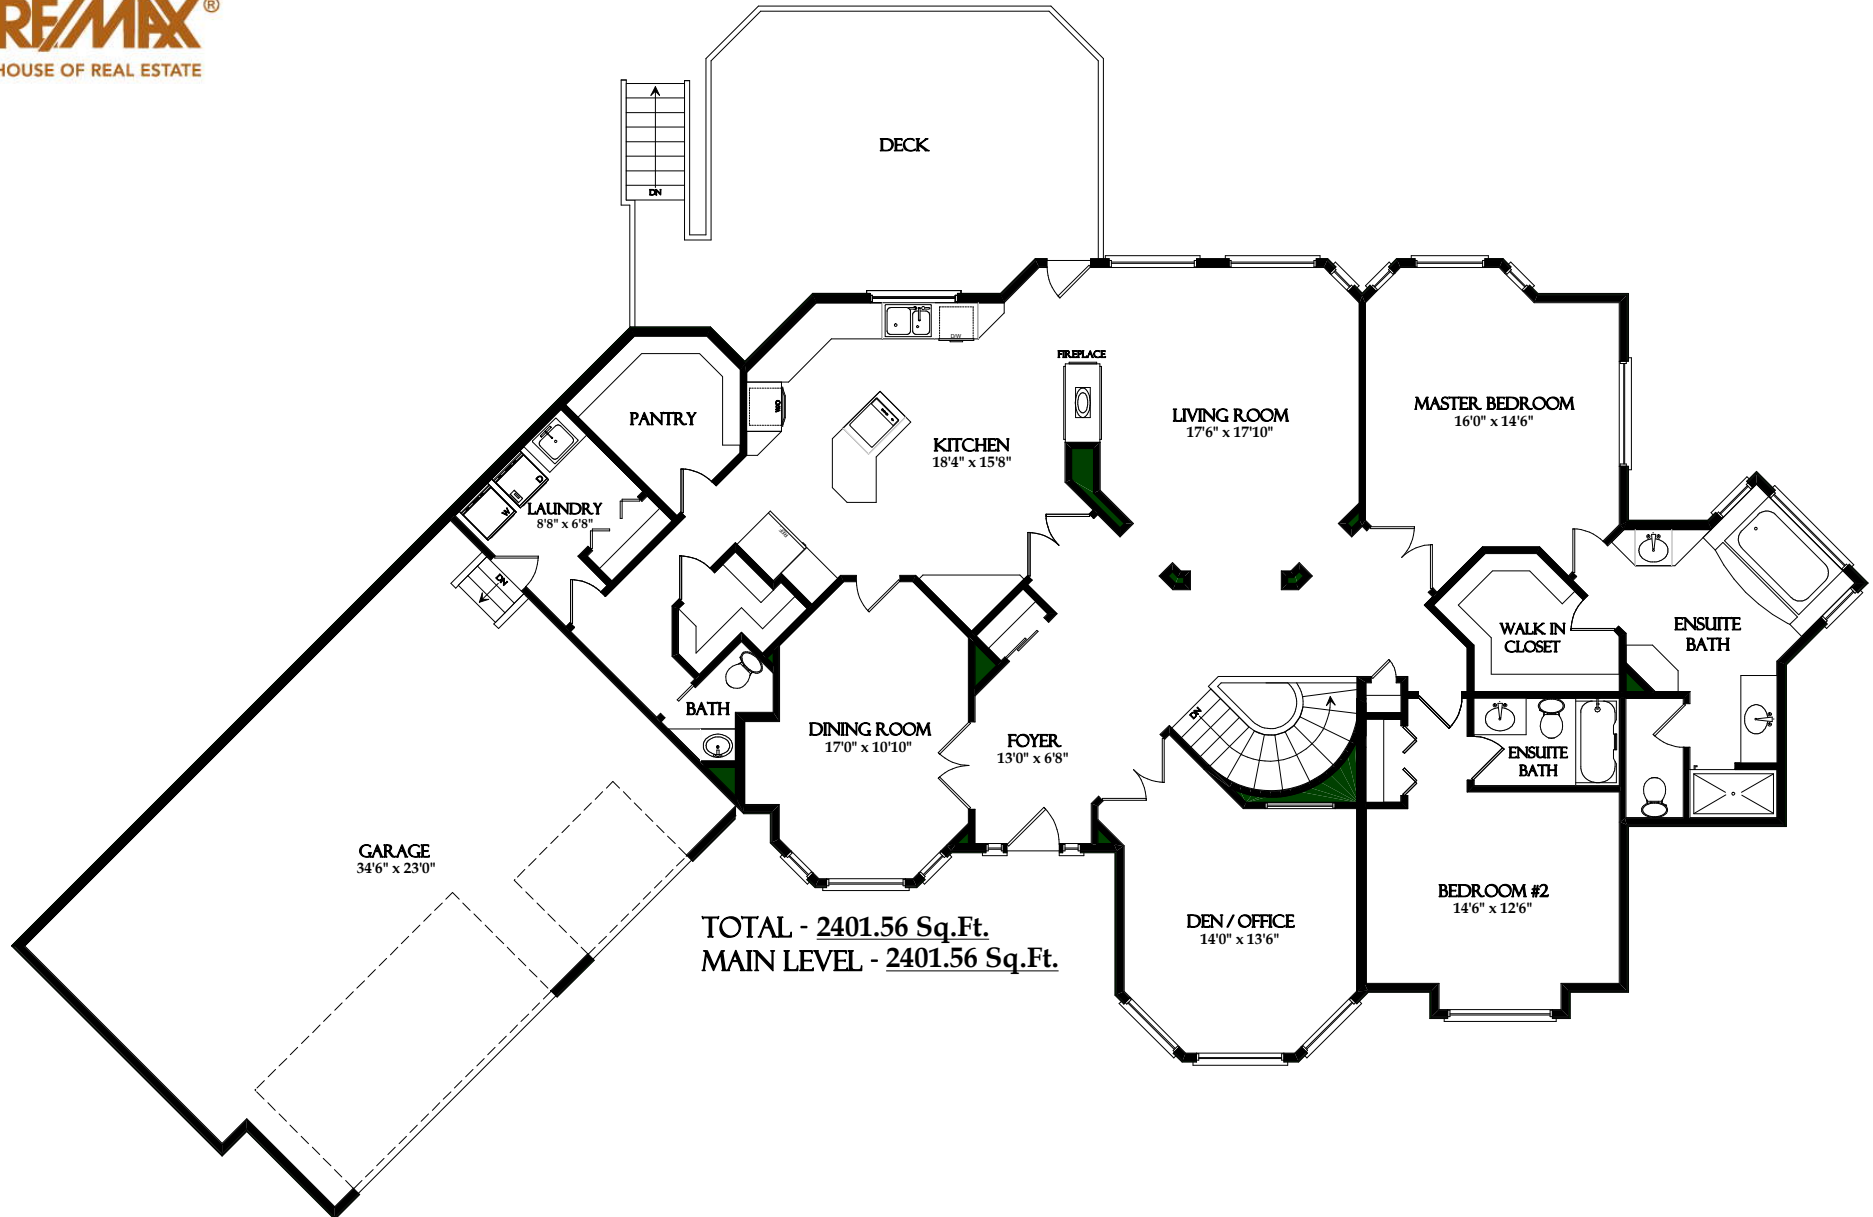 RE/MAX®
HOUSE OF REAL ESTATE
DECK
DN
FIREPLACE
LIVING ROOM
17'6" x 17'10"
MASTER BEDROOM
16'0" x 14'6"
D/W
PANTRY
W/O
KITCHEN
18'4" x 15'8"
D
W
LAUNDRY
8'8" x 6'8"
DN
WALK IN
CLOSET
ENSUITE
BATH
BATH
DN
DINING ROOM
17'0" x 10'10"
FOYER
13'0" x 6'8"
ENSUITE
BATH
GARAGE
34'6" x 23'0"
BEDROOM #2
14'6" x 12'6"
DEN / OFFICE
14'0" x 13'6"
TOTAL - 2401.56 Sq.Ft.
MAIN LEVEL - 2401.56 Sq.Ft.